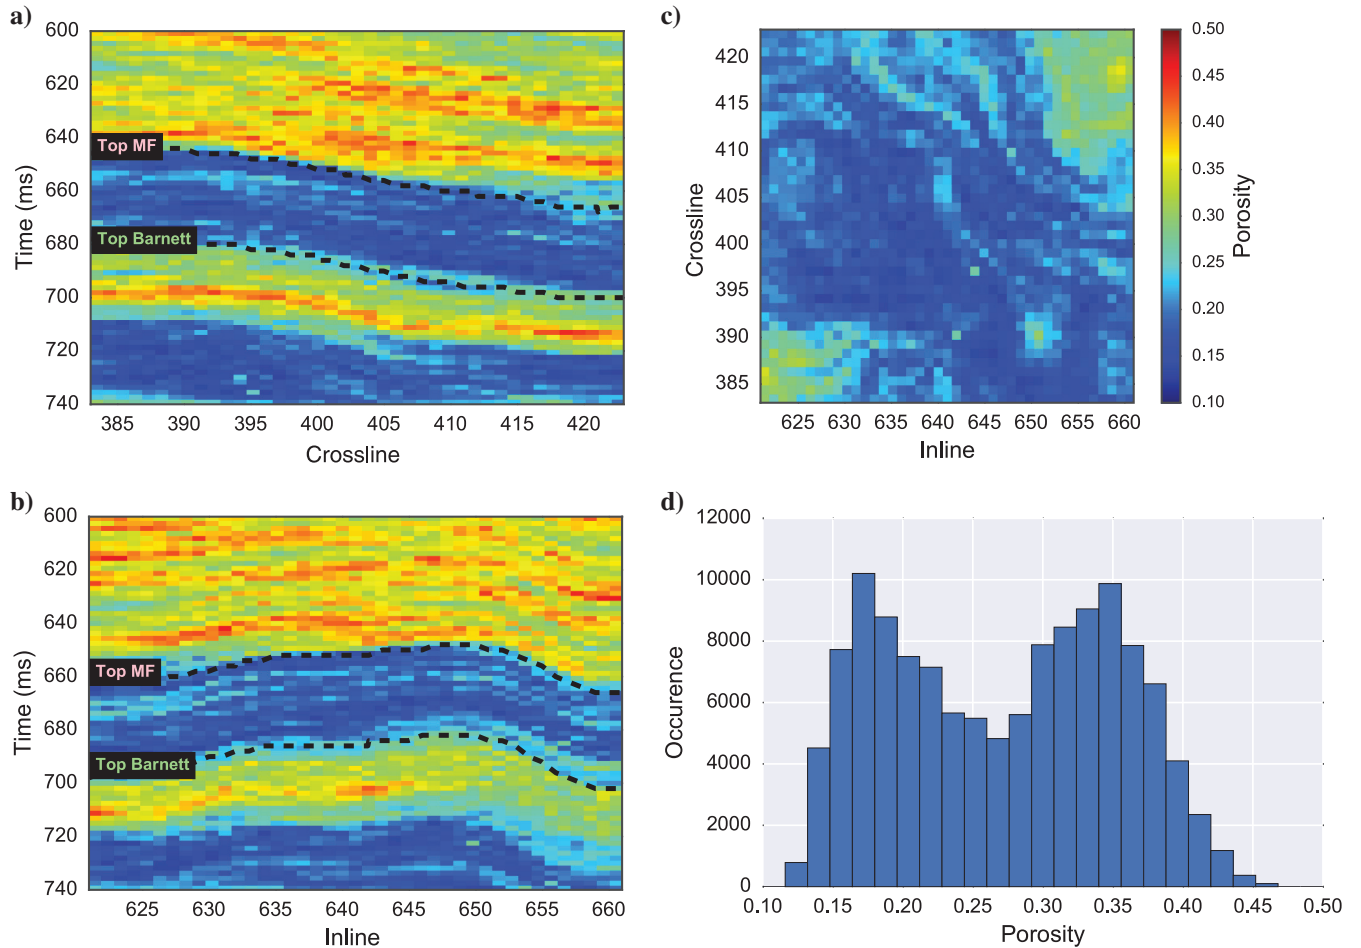 a)
600
620
640
660
680
700
720
740
Time (ms)
Top MF
Top Barnett
385 390 395 400 405 410 415 420
Crossline
b)
600
620
640
660
680
700
720
740
Time (ms)
Top MF
Top Barnett
625 630 635 640 645 650 655 660
Inline
c)
420
415
410
405
400
395
390
385
Crossline
625 630 635 640 645 650 655 660
Inline
0.50
0.45
0.40
0.35
0.30
0.25
0.20
0.15
0.10
Porosity
d)
12000
10000
8000
6000
4000
2000
0
Occurrence
0.10 0.15 0.20 0.25 0.30 0.35 0.40 0.45 0.50
Porosity